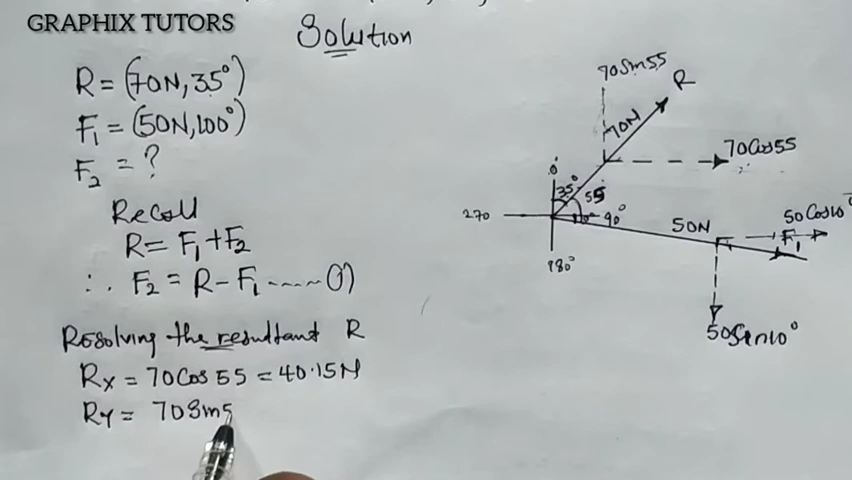 GRAPHIX TUTORS
Solution
R = (70N, 35°)
F₁ = (50N, 100°)
F₂ = ?
Recall
R = F₁ + F₂
∴ F₂ = R - F₁ ------ (1)
Resolving the resultant R
Rx = 70Cos 55 = 40.15N
Ry = 70Sin5
70Sin55
R
70N
70Cos55
0°
35°
55
270
90°
10°
50N
50Cos10°
F₁
180°
50Sin10°